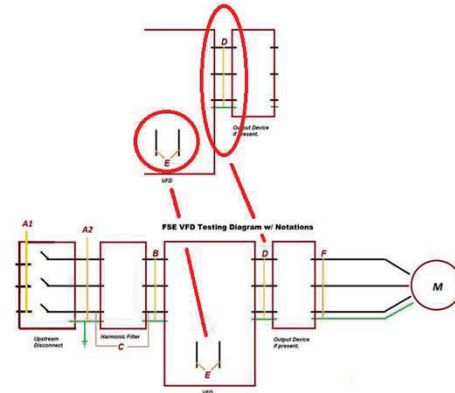 D
Output Device
if present.
E
VFD
FSE VFD Testing Diagram w/ Notations
A1
A2
B
D
F
M
Upstream
Disconnect
Harmonic Filter
C
Output Device
if present.
E
VFD